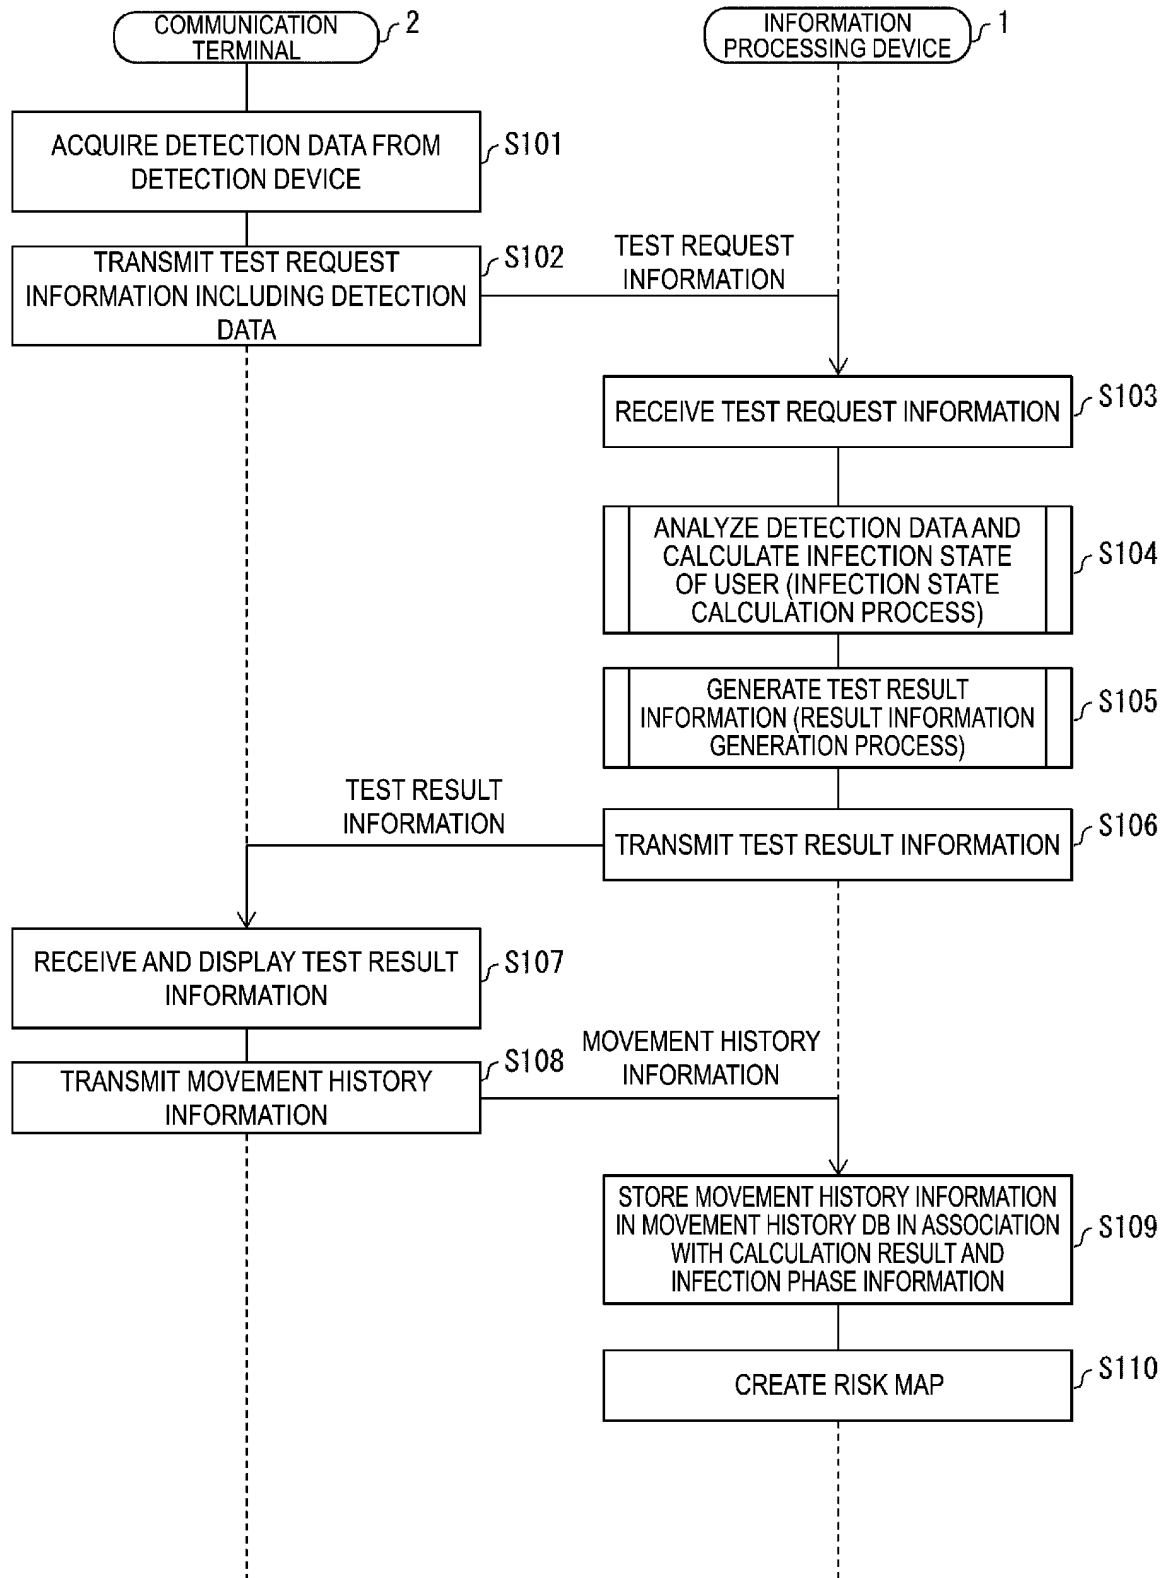 COMMUNICATION
TERMINAL
2
INFORMATION
PROCESSING DEVICE
1
ACQUIRE DETECTION DATA FROM
DETECTION DEVICE
S101
TRANSMIT TEST REQUEST
INFORMATION INCLUDING DETECTION
DATA
S102
TEST REQUEST
INFORMATION
RECEIVE TEST REQUEST INFORMATION
S103
ANALYZE DETECTION DATA AND
CALCULATE INFECTION STATE
OF USER (INFECTION STATE
CALCULATION PROCESS)
S104
GENERATE TEST RESULT
INFORMATION (RESULT INFORMATION
GENERATION PROCESS)
S105
TEST RESULT
INFORMATION
TRANSMIT TEST RESULT INFORMATION
S106
RECEIVE AND DISPLAY TEST RESULT
INFORMATION
S107
TRANSMIT MOVEMENT HISTORY
INFORMATION
S108
MOVEMENT HISTORY
INFORMATION
STORE MOVEMENT HISTORY INFORMATION
IN MOVEMENT HISTORY DB IN ASSOCIATION
WITH CALCULATION RESULT AND
INFECTION PHASE INFORMATION
S109
CREATE RISK MAP
S110